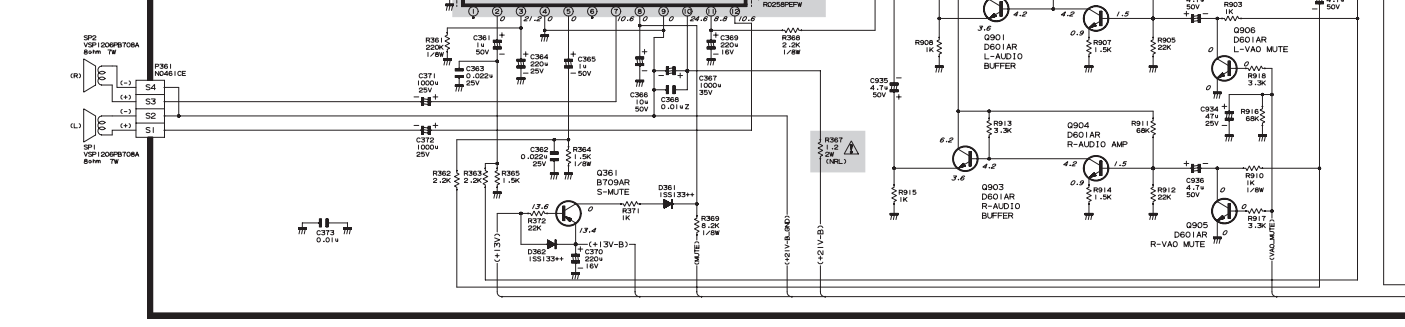 R0258PEFW
1 2 3 4 5 6 7 8 9 10 11 12
0 21.2 0 0 10.6 0 0 24.6 8.8 10.6
SP2
VSP1206PBT08A
8ohm 7W
(R)
(-)
(+)
P361
N0461CE
S4
S3
S2
S1
(L)
(-)
(+)
SP1
VSP1206PBT08A
8ohm 7W
C371
1000u
25V
C372
1000u
25V
R361
220K
1/8W
C361
1u
50V
C363
0.022u
25V
C364
220u
25V
C365
1u
50V
C366
10u
50V
C367
1000u
35V
C368
0.01uZ
C369
220u
16V
R368
2.2K
1/8W
C362
0.022u
25V
R364
1.5K
1/8W
R362
2.2K
R363
2.2K
R365
1.5K
Q361
B709AR
S-MUTE
13.6
0
13.4
R372
22K
R371
1K
D361
1SS133++
D362
1SS133++
(+13V-B)
(+13V)
C370
220u
16V
R369
8.2K
1/8W
(MUTE)
(+21V-B_GND)
(+21V-B)
R367
1.2
2W
(NRL)
C373
0.01u
C935
4.7u
50V
R908
1K
4.2
3.6
Q901
D601AR
L-AUDIO
BUFFER
1.5
0.9
R907
1.5K
R905
22K
50V
R903
1K
Q906
D601AR
L-VAO MUTE
0
0
R918
3.3K
C934
47u
25V
R916
68K
R913
3.3K
Q904
D601AR
R-AUDIO AMP
R911
68K
6.2
4.2
3.6
Q903
D601AR
R-AUDIO
BUFFER
4.2
1.5
0.9
R914
1.5K
R912
22K
R915
1K
C936
4.7u
50V
R910
1K
1/8W
0
0
R917
3.3K
Q905
D601AR
R-VAO MUTE
(VAO_MUTE)